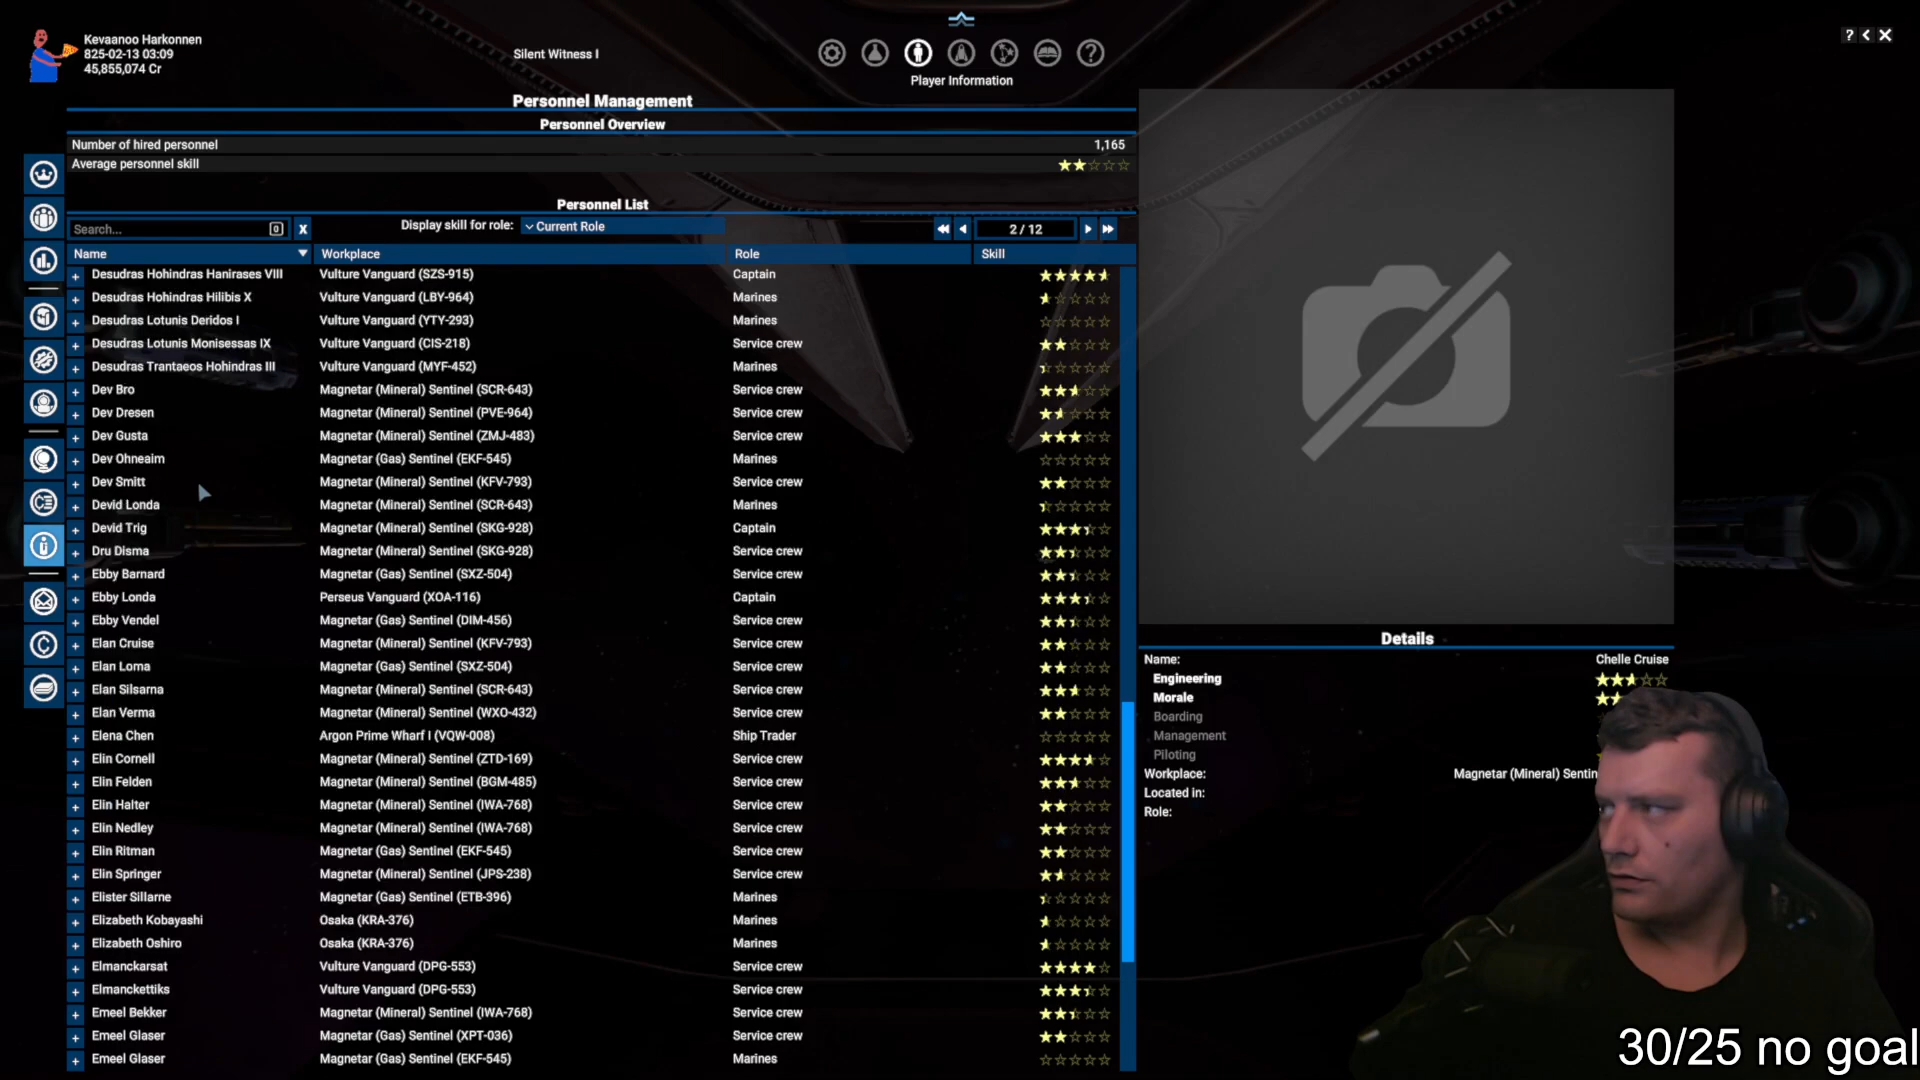 Kevaanoo Harkonnen
825-02-13 03:09
45,855,074 Cr
Silent Witness I
Player Information
? < X
Personnel Management
Personnel Overview
Number of hired personnel 1,165
Average personnel skill
Personnel List
Search... 0 X Display skill for role: Current Role 2 / 12
Name Workplace Role Skill
Desudras Hohindras Hanirases VIII Vulture Vanguard (SZS-915) Captain
Desudras Hohindras Hilibis X Vulture Vanguard (LBY-964) Marines
Desudras Lotunis Deridos I Vulture Vanguard (YTY-293) Marines
Desudras Lotunis Monisessas IX Vulture Vanguard (CIS-218) Service crew
Desudras Trantaeos Hohindras III Vulture Vanguard (MYF-452) Marines
Dev Bro Magnetar (Mineral) Sentinel (SCR-643) Service crew
Dev Dresen Magnetar (Mineral) Sentinel (PVE-964) Service crew
Dev Gusta Magnetar (Mineral) Sentinel (ZMJ-483) Service crew
Dev Ohneaim Magnetar (Gas) Sentinel (EKF-545) Marines
Dev Smitt Magnetar (Mineral) Sentinel (KFV-793) Service crew
Devid Londa Magnetar (Mineral) Sentinel (SCR-643) Marines
Devid Trig Magnetar (Mineral) Sentinel (SKG-928) Captain
Dru Disma Magnetar (Mineral) Sentinel (SKG-928) Service crew
Ebby Barnard Magnetar (Gas) Sentinel (SXZ-504) Service crew
Ebby Londa Perseus Vanguard (XOA-116) Captain
Ebby Vendel Magnetar (Gas) Sentinel (DIM-456) Service crew
Elan Cruise Magnetar (Mineral) Sentinel (KFV-793) Service crew
Elan Loma Magnetar (Gas) Sentinel (SXZ-504) Service crew
Elan Silsarna Magnetar (Mineral) Sentinel (SCR-643) Service crew
Elan Verma Magnetar (Mineral) Sentinel (WXO-432) Service crew
Elena Chen Argon Prime Wharf I (VQW-008) Ship Trader
Elin Cornell Magnetar (Mineral) Sentinel (ZTD-169) Service crew
Elin Felden Magnetar (Mineral) Sentinel (BGM-485) Service crew
Elin Halter Magnetar (Mineral) Sentinel (IWA-768) Service crew
Elin Nedley Magnetar (Mineral) Sentinel (IWA-768) Service crew
Elin Ritman Magnetar (Gas) Sentinel (EKF-545) Service crew
Elin Springer Magnetar (Mineral) Sentinel (JPS-238) Service crew
Elister Sillarne Magnetar (Gas) Sentinel (ETB-396) Marines
Elizabeth Kobayashi Osaka (KRA-376) Marines
Elizabeth Oshiro Osaka (KRA-376) Marines
Elmanckarsat Vulture Vanguard (DPG-553) Service crew
Elmanckettiks Vulture Vanguard (DPG-553) Service crew
Emeel Bekker Magnetar (Mineral) Sentinel (IWA-768) Service crew
Emeel Glaser Magnetar (Gas) Sentinel (XPT-036) Service crew
Emeel Glaser Magnetar (Gas) Sentinel (EKF-545) Marines
Details
Name: Chelle Cruise
Engineering
Morale
Boarding
Management
Piloting
Workplace: Magnetar (Mineral)
Located in:
Role:
30/25 no goal